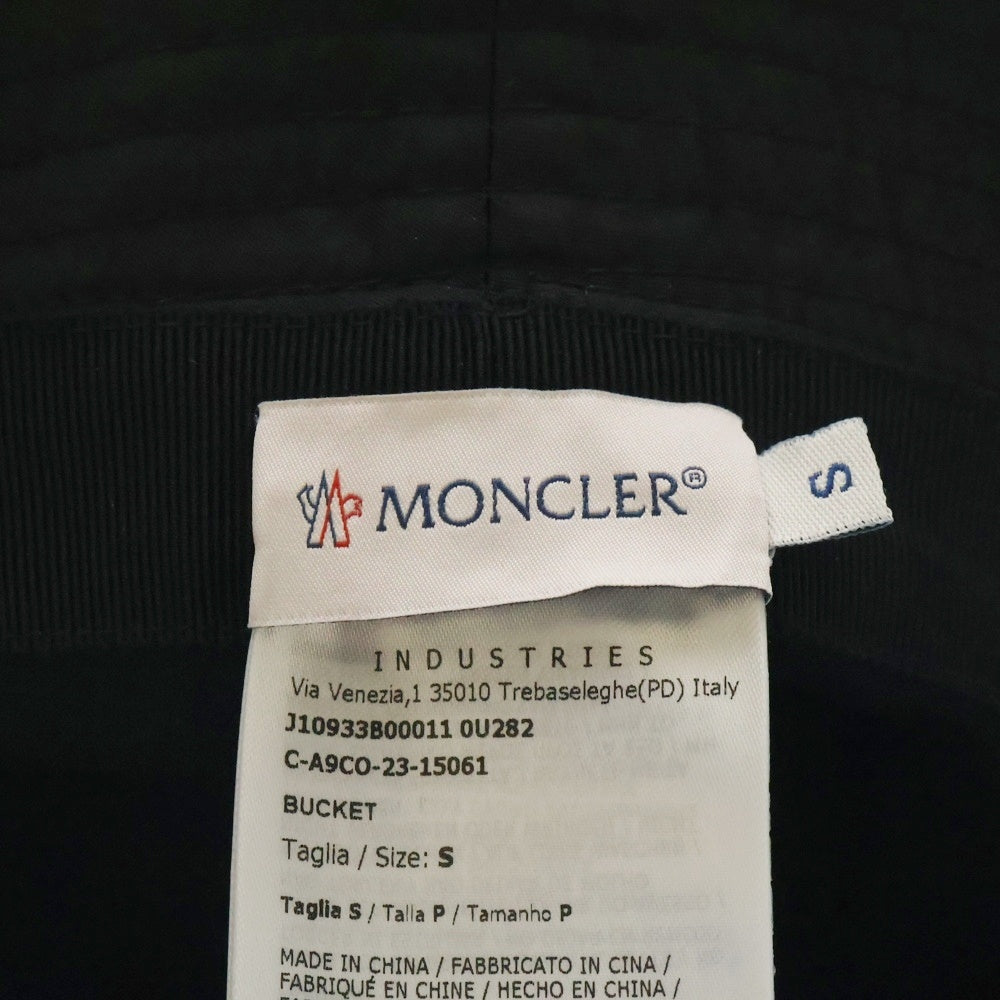 MONCLER®
S
INDUSTRIES
Via Venezia,1 35010 Trebaseleghe(PD) Italy
J10933B00011 0U282
C-A9CO-23-15061
BUCKET
Taglia / Size: S
Taglia S / Talla P / Tamanho P
MADE IN CHINA / FABBRICATO IN CINA /
FABRIQUÉ EN CHINE / HECHO EN CHINA /